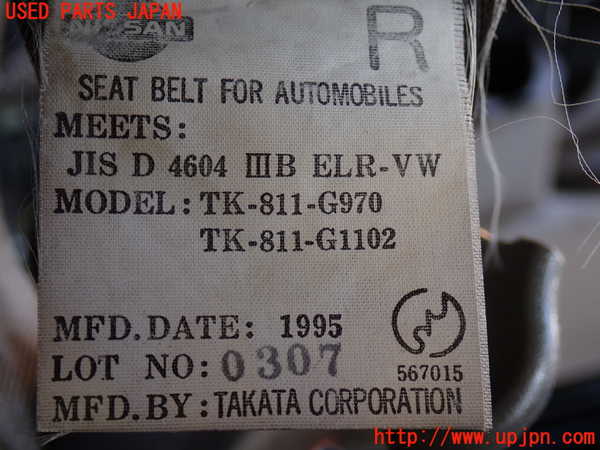 USED PARTS JAPAN
NISSAN
R
SEAT BELT FOR AUTOMOBILES
MEETS:
JIS D 4604 ⅢB ELR-VW
MODEL: TK-811-G970
TK-811-G1102
MFD. DATE: 1995
LOT NO: 0307
567015
MFD. BY: TAKATA CORPORATION
http://www.upjpn.com/